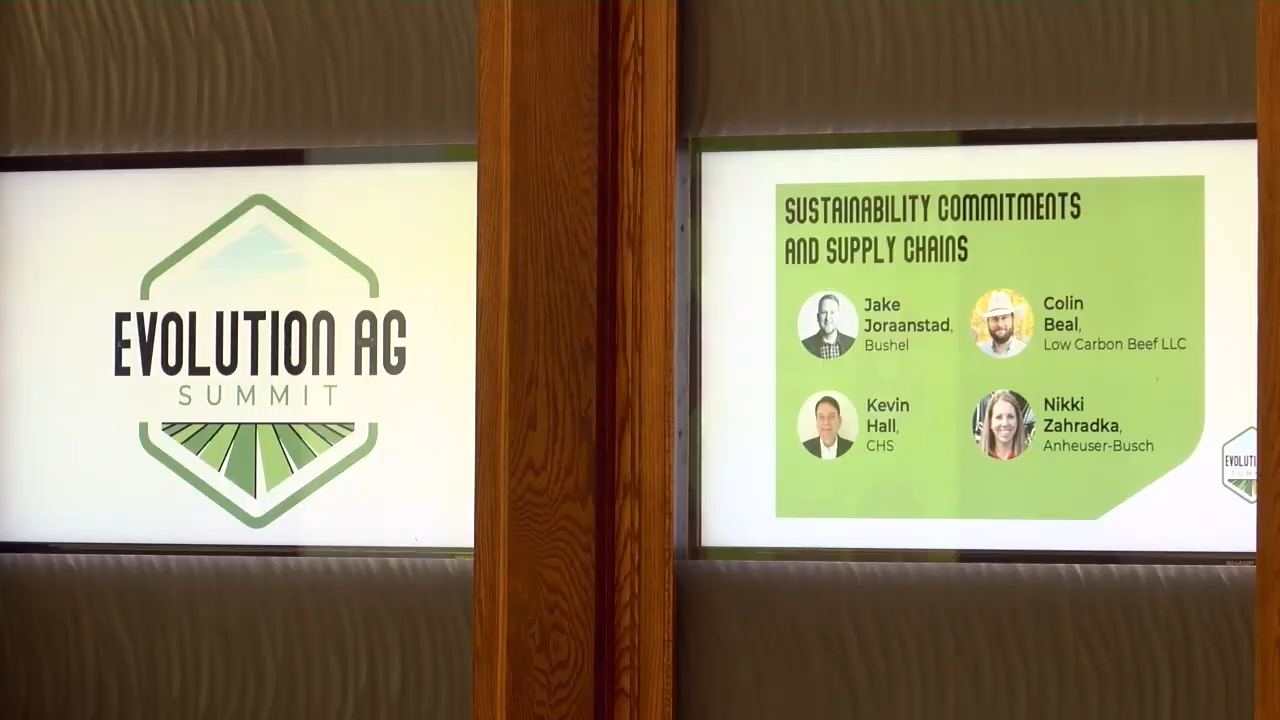 EVOLUTION AG
SUMMIT
SUSTAINABILITY COMMITMENTS
AND SUPPLY CHAINS
Jake
Joraanstad,
Bushel
Colin
Beal,
Low Carbon Beef LLC
Kevin
Hall,
CHS
Nikki
Zahradka,
Anheuser-Busch